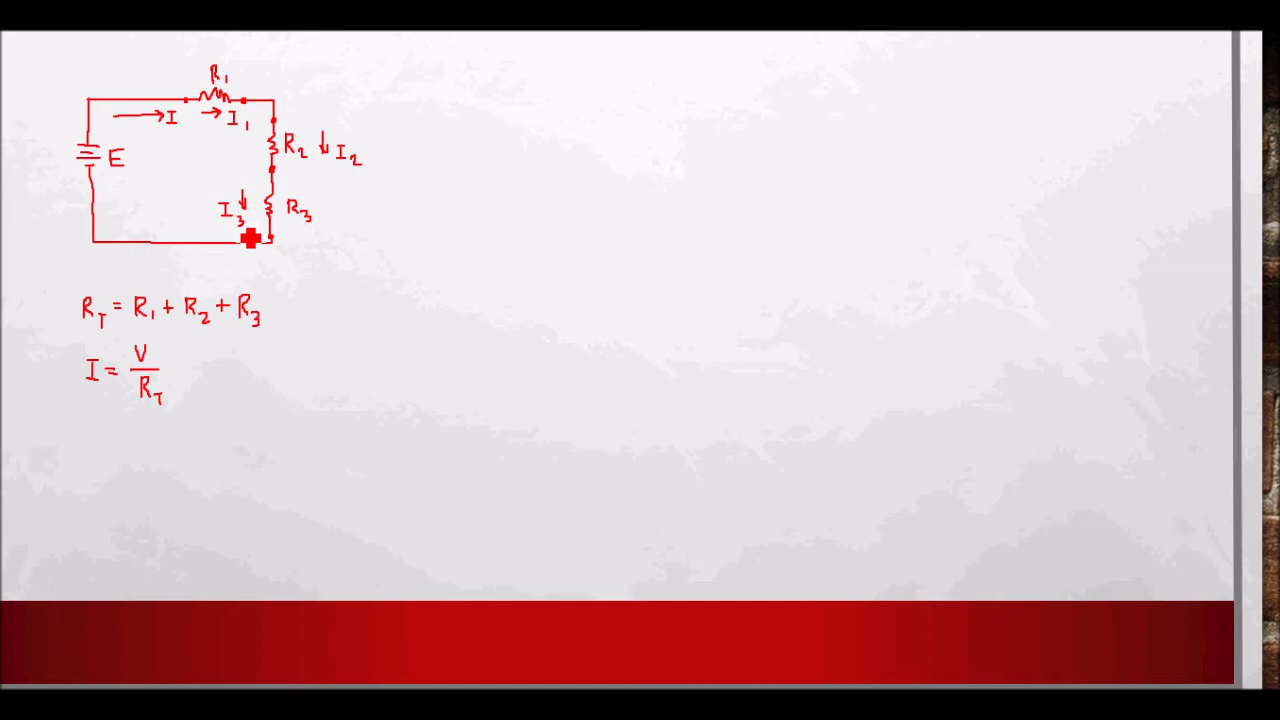 R₁
I I₁
E
R₂ I₂
I₃ R₃
R_T = R₁ + R₂ + R₃
I = V / R_T